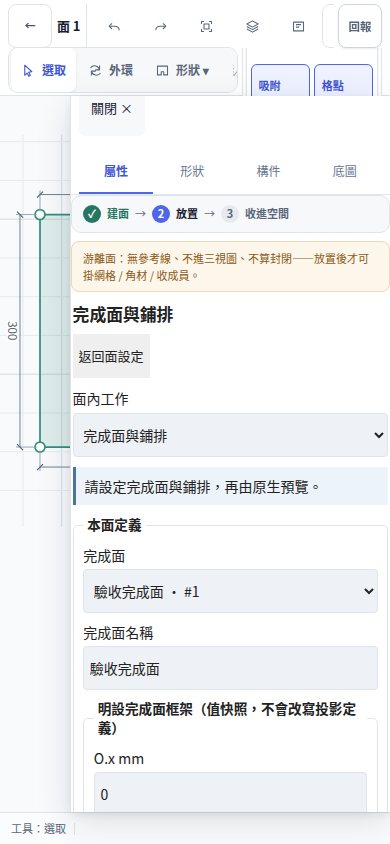 ← 面 1 回報
選取 外環 形狀▾ 吸附 格點
關閉 ×
屬性 形狀 構件 底圖
✓ 建面 → 2 放置 → 3 收進空間
游離面：無參考線、不進三視圖、不算封閉——放置後才可
掛網格 / 角材 / 收成員。
完成面與鋪排
返回面設定
面內工作
完成面與鋪排
請設定完成面與鋪排，再由原生預覽。
本面定義
完成面
驗收完成面 · #1
完成面名稱
驗收完成面
明設完成面框架（值快照，不會改寫投影定
義）
O.x mm
0
300
工具：選取